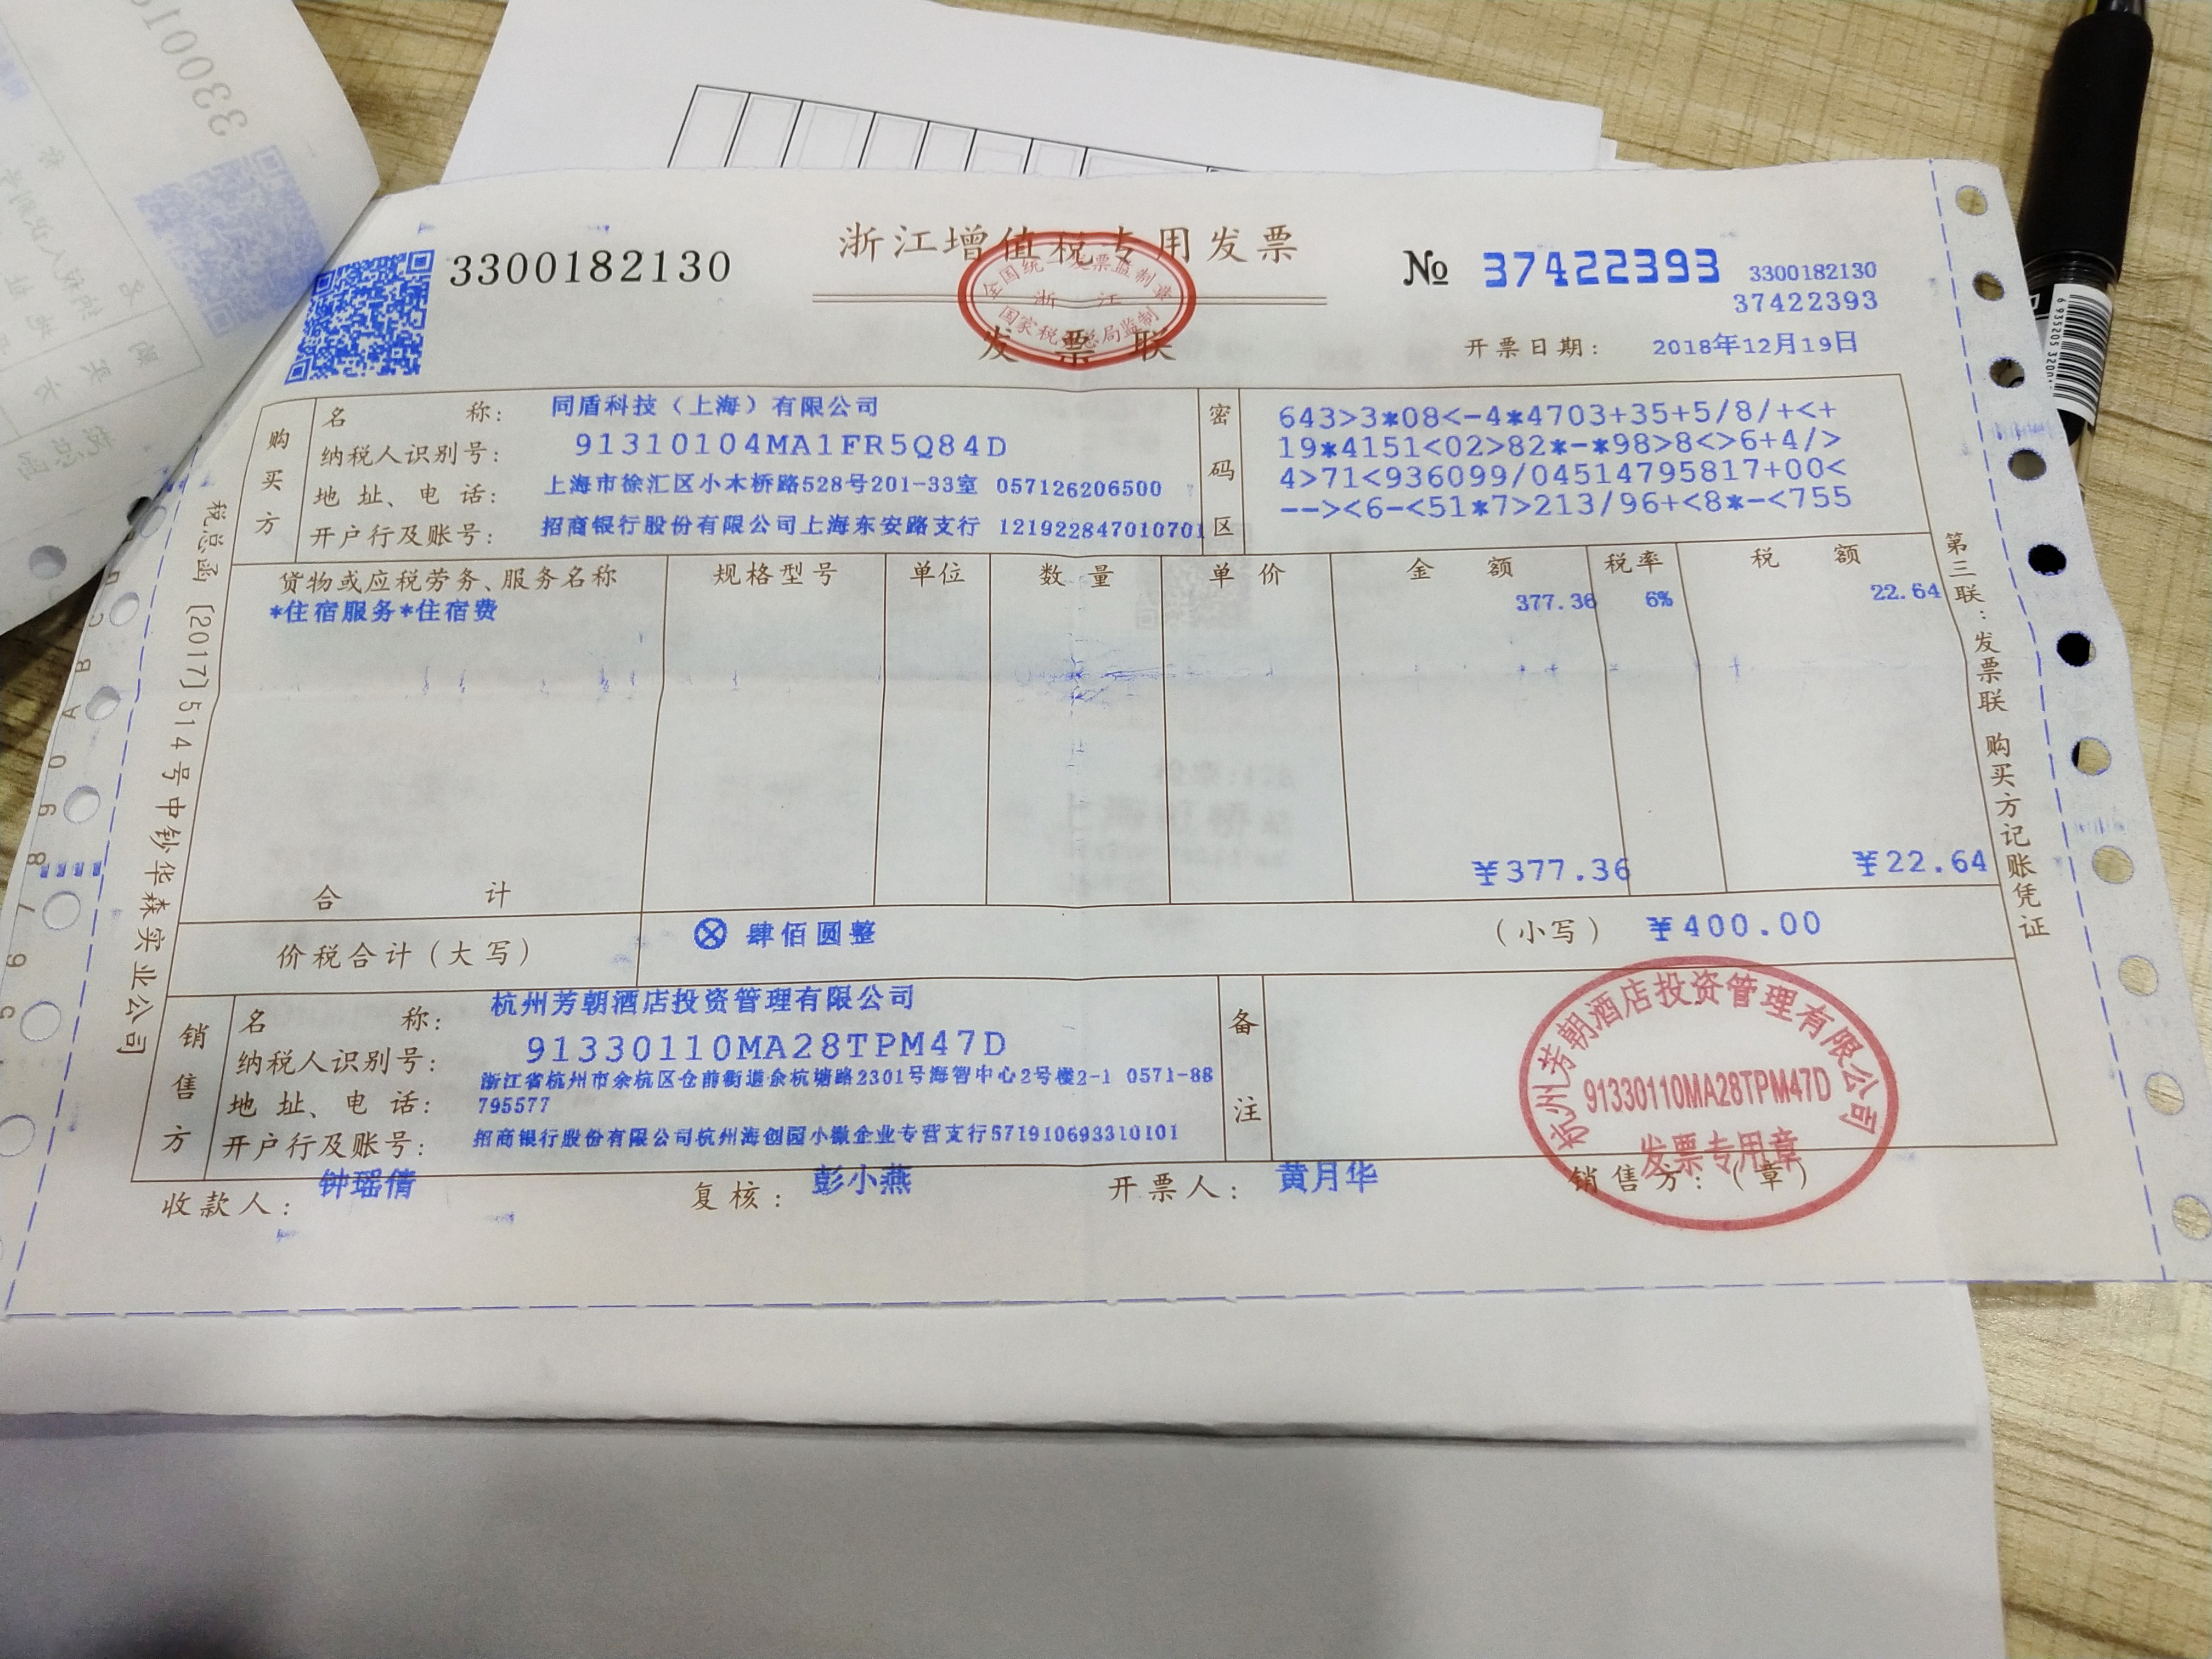 3300182130
浙江增值税专用发票
全国统一发票监制章
浙江
国家税务总局监制
发票联
№ 37422393
3300182130
37422393
开票日期: 2018年12月19日
购买方
名称: 同盾科技(上海)有限公司
纳税人识别号: 91310104MA1FR5Q84D
地址、电话: 上海市徐汇区小木桥路528号201-33室 057126206500
开户行及账号: 招商银行股份有限公司上海东安路支行 121922847010701
密码区
643>3*08<-4*4703+35+5/8/+<+
19*4151<02>82*-*98>8<>6+4/>
4>71<936099/04514795817+00<
--><6-<51*7>213/96+<8*-<755
货物或应税劳务、服务名称 规格型号 单位 数量 单价 金额 税率 税额
*住宿服务*住宿费 377.36 6% 22.64
合计 ¥377.36 ¥22.64
价税合计(大写) ⊗ 肆佰圆整 (小写) ¥400.00
销售方
名称: 杭州芳朝酒店投资管理有限公司
纳税人识别号: 91330110MA28TPM47D
地址、电话: 浙江省杭州市余杭区仓前街道余杭塘路2301号海智中心2号楼2-1 0571-88
795577
开户行及账号: 招商银行股份有限公司杭州海创园小微企业专营支行571910693310101
备注
杭州芳朝酒店投资管理有限公司
91330110MA28TPM47D
发票专用章
收款人: 钟瑶倩 复核: 彭小燕 开票人: 黄月华 销售方:(章)
税总函〔2017〕514号中钞华森实业公司
第三联:发票联 购买方记账凭证